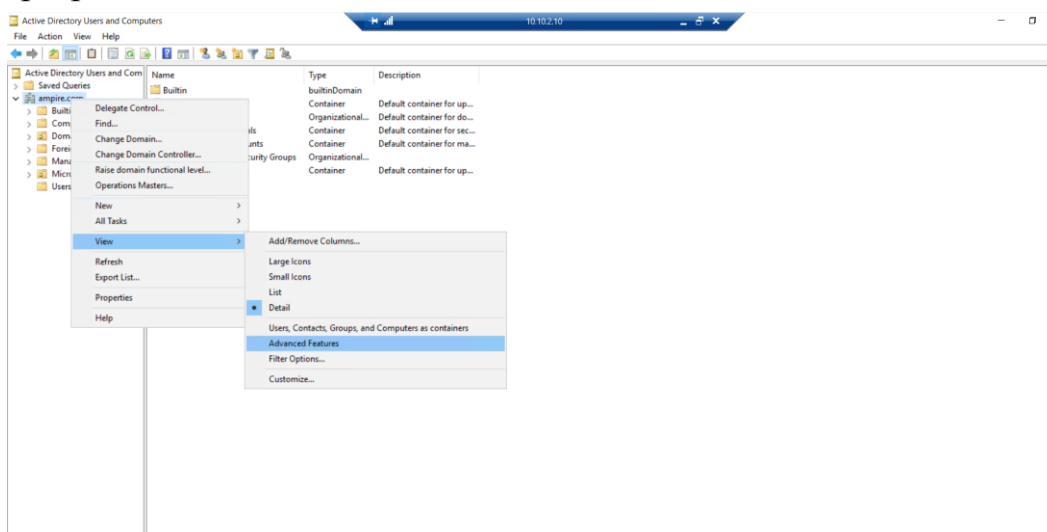 Active Directory Users and Computers
10.10.2.10
File Action View Help
Active Directory Users and Com
Saved Queries
ampire.corp
Builti
Com
Dom
Forei
Mana
Micro
Users
Name Type Description
Builtin builtinDomain
Container Default container for up...
Organizational... Default container for do...
Container Default container for sec...
Container Default container for ma...
curity Groups Organizational...
Container Default container for up...
Delegate Control...
Find...
Change Domain...
Change Domain Controller...
Raise domain functional level...
Operations Masters...
New
All Tasks
View
Refresh
Export List...
Properties
Help
Add/Remove Columns...
Large Icons
Small Icons
List
Detail
Users, Contacts, Groups, and Computers as containers
Advanced Features
Filter Options...
Customize...